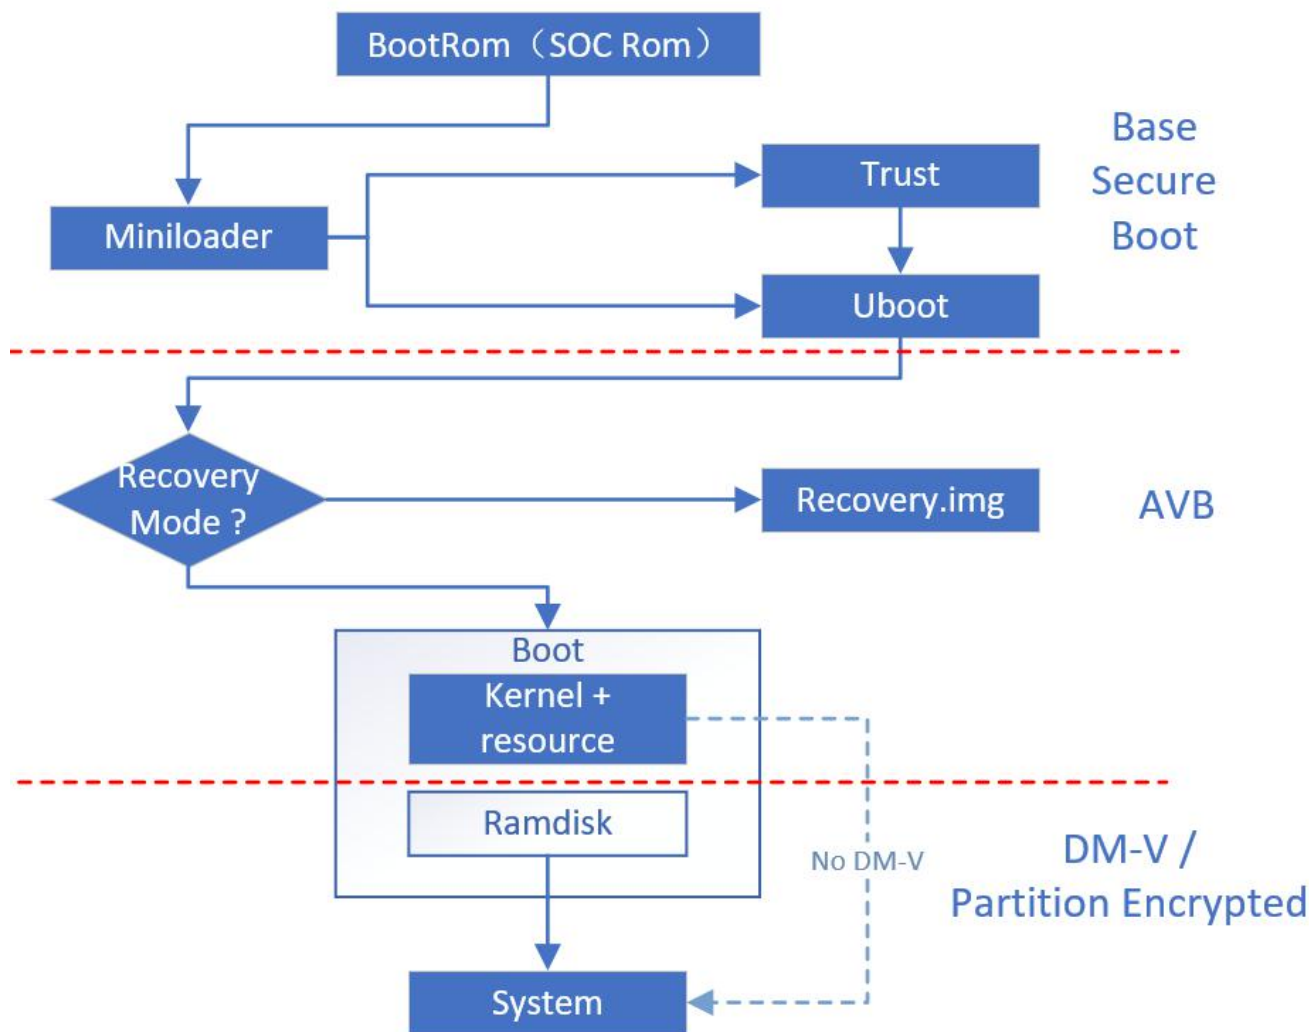 BootRom（SOC Rom）
Base
Secure
Boot
Trust
Miniloader
Uboot
Recovery
Mode ?
Recovery.img
AVB
Boot
Kernel +
resource
Ramdisk
No DM-V
DM-V /
Partition Encrypted
System